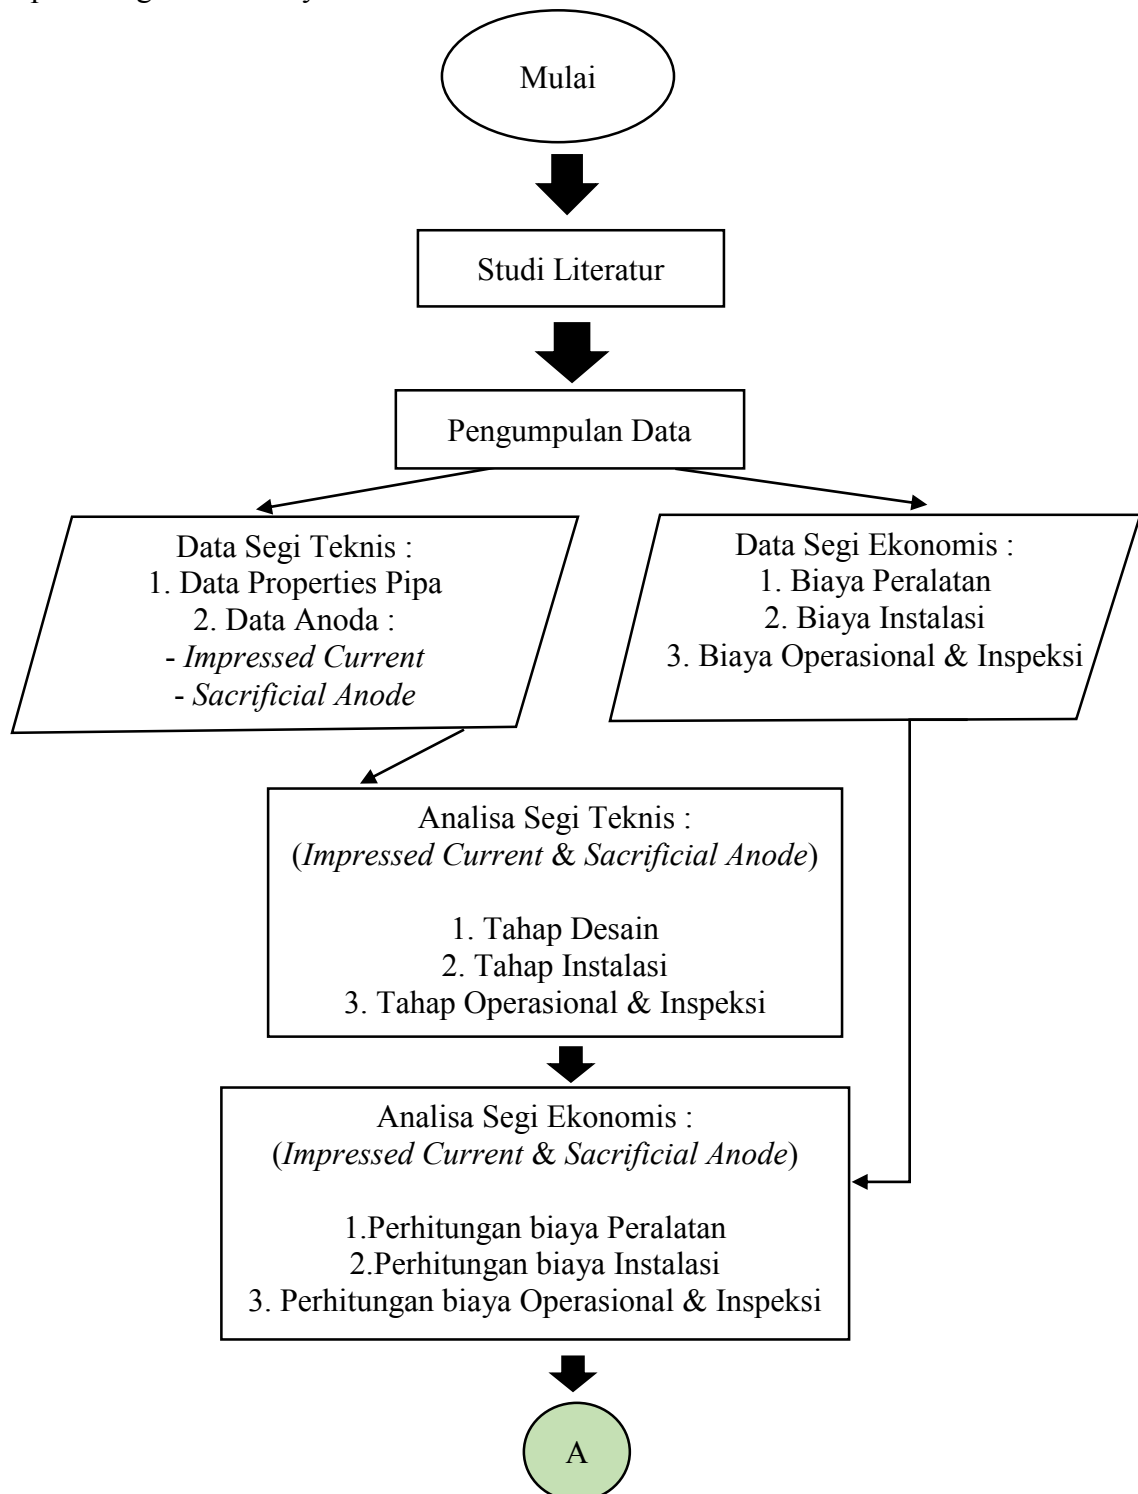 Mulai
Studi Literatur
Pengumpulan Data
Data Segi Teknis :
1. Data Properties Pipa
2. Data Anoda :
- Impressed Current
- Sacrificial Anode
Data Segi Ekonomis :
1. Biaya Peralatan
2. Biaya Instalasi
3. Biaya Operasional & Inspeksi
Analisa Segi Teknis :
(Impressed Current & Sacrificial Anode)
1. Tahap Desain
2. Tahap Instalasi
3. Tahap Operasional & Inspeksi
Analisa Segi Ekonomis :
(Impressed Current & Sacrificial Anode)
1.Perhitungan biaya Peralatan
2.Perhitungan biaya Instalasi
3. Perhitungan biaya Operasional & Inspeksi
A